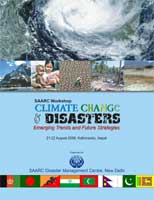 SAARC Workshop
CLIMATE CHANGE
& DISASTERS
Emerging Trends and Future Strategies
21-22 August 2008, Kathmandu, Nepal
SAARC Disaster Management Centre, New Delhi